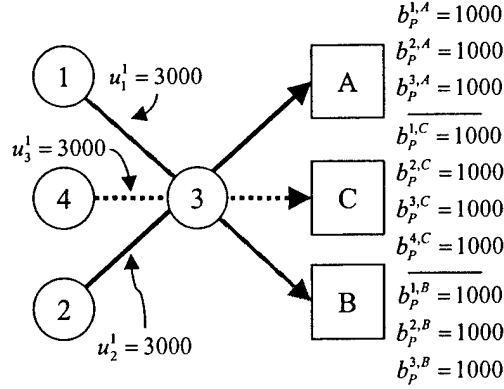 b_P^{1,A} = 1000
b_P^{2,A} = 1000
b_P^{3,A} = 1000
1
u_1^1 = 3000
A
b_P^{1,C} = 1000
b_P^{2,C} = 1000
b_P^{3,C} = 1000
b_P^{4,C} = 1000
u_3^1 = 3000
4
3
C
b_P^{1,B} = 1000
b_P^{2,B} = 1000
b_P^{3,B} = 1000
2
B
u_2^1 = 3000